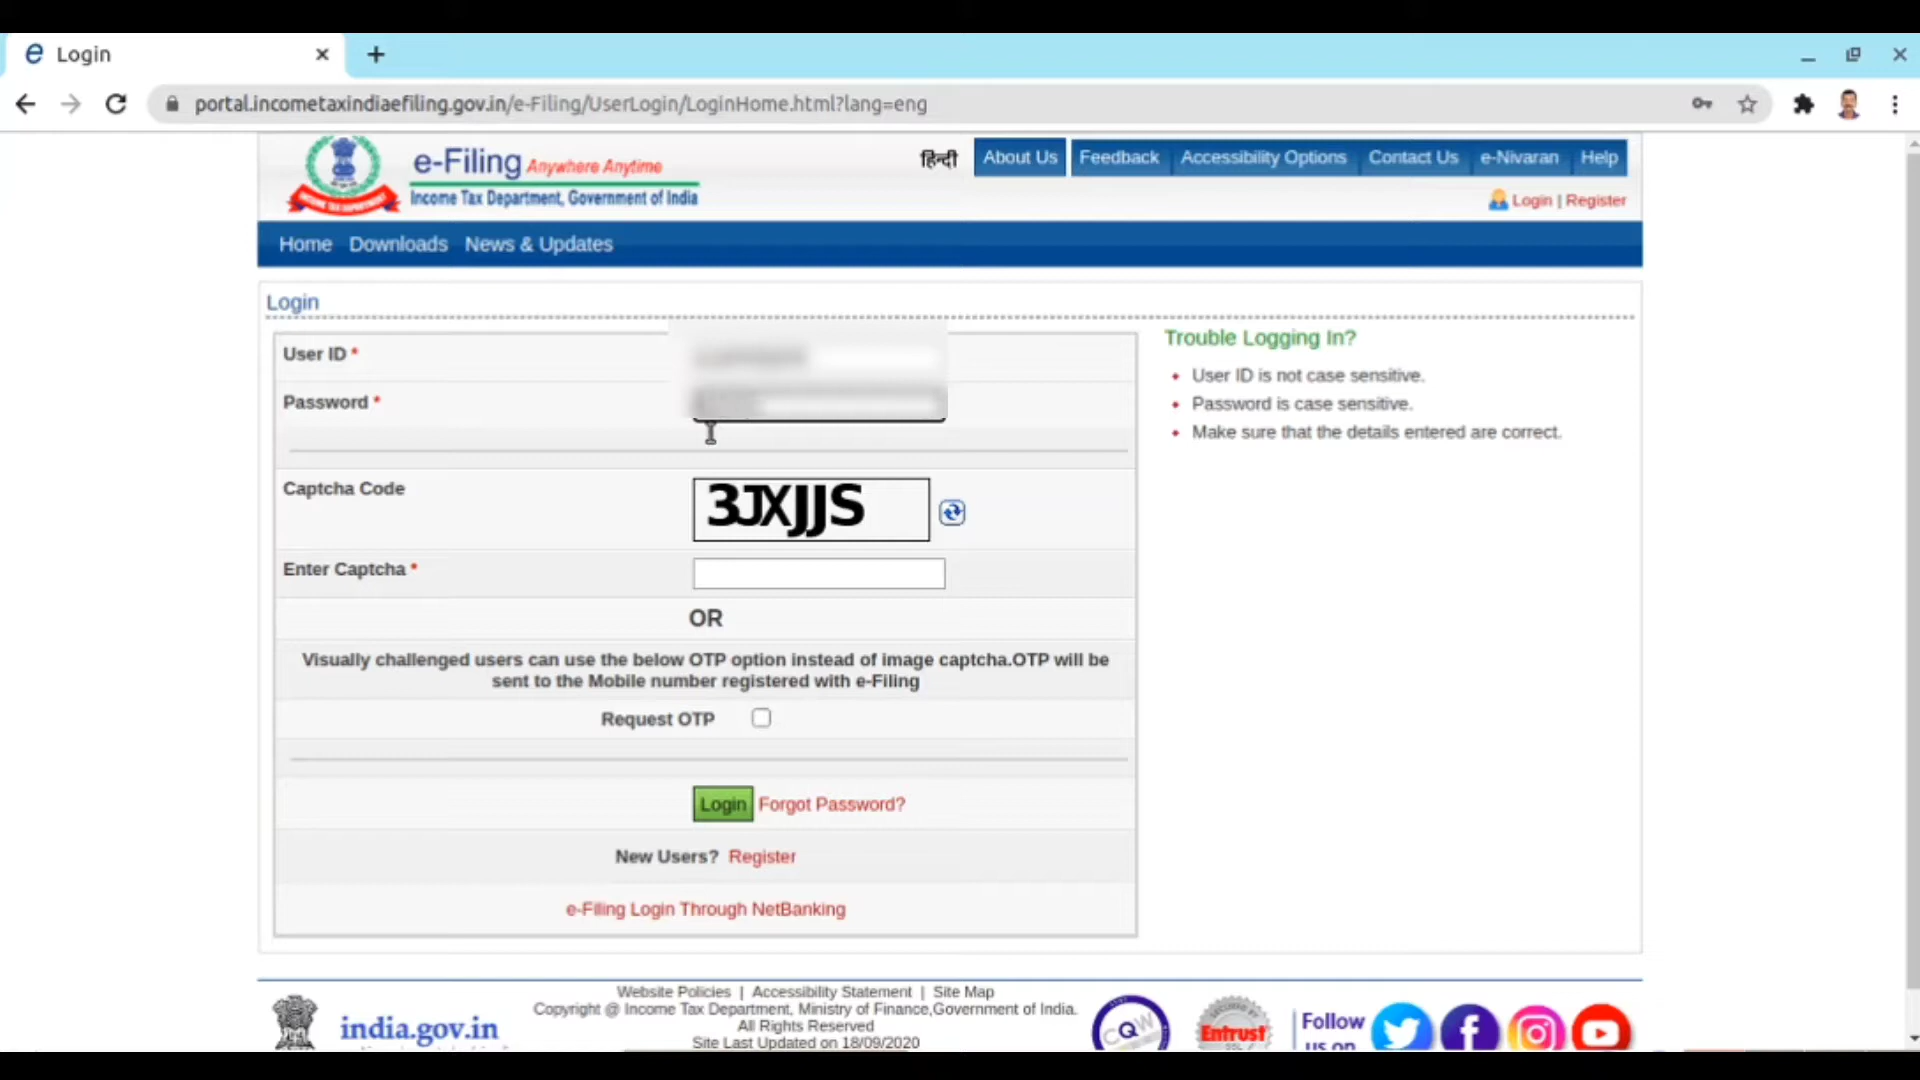 Login
portal.incometaxindiaefiling.gov.in/e-Filing/UserLogin/LoginHome.html?lang=eng
e-Filing Anywhere Anytime
Income Tax Department, Government of India
INCOME TAX DEPARTMENT
हिन्दी About Us Feedback Accessibility Options Contact Us e-Nivaran Help
Login | Register
Home Downloads News & Updates
Login
User ID *
Password *
Captcha Code
3JXJJS
Enter Captcha *
OR
Visually challenged users can use the below OTP option instead of image captcha.OTP will be
sent to the Mobile number registered with e-Filing
Request OTP
Login Forgot Password?
New Users? Register
e-Filing Login Through NetBanking
Trouble Logging In?
User ID is not case sensitive.
Password is case sensitive.
Make sure that the details entered are correct.
india.gov.in
Website Policies | Accessibility Statement | Site Map
Copyright @ Income Tax Department, Ministry of Finance,Government of India.
All Rights Reserved
Site Last Updated on 18/09/2020
CQW
Entrust
Follow
us on